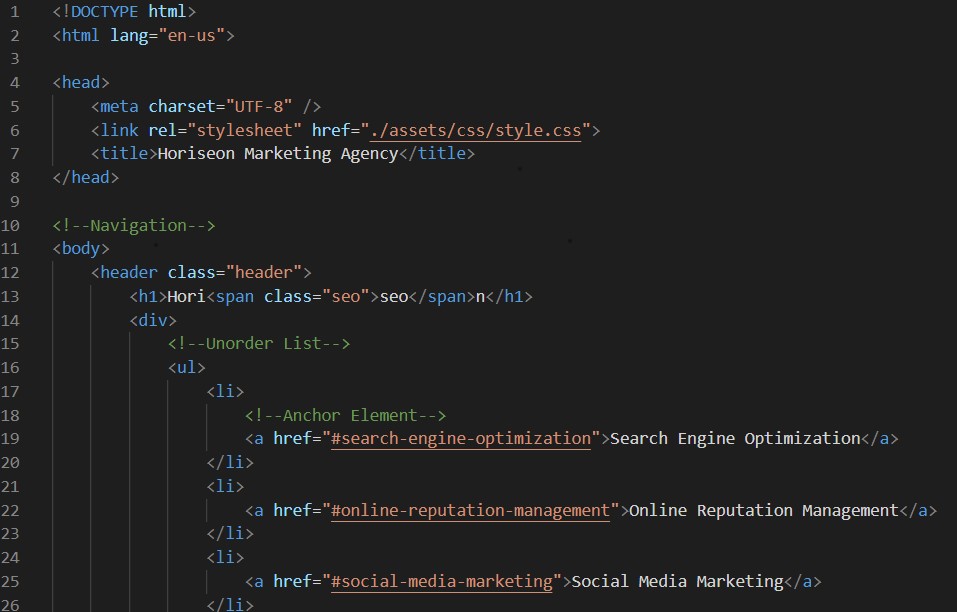 1 <!DOCTYPE html>
2 <html lang="en-us">
3
4 <head>
5     <meta charset="UTF-8" />
6     <link rel="stylesheet" href="./assets/css/style.css">
7     <title>Horiseon Marketing Agency</title>
8 </head>
9
10 <!--Navigation-->
11 <body>
12     <header class="header">
13         <h1>Hori<span class="seo">seo</span>n</h1>
14         <div>
15             <!--Unorder List-->
16             <ul>
17                 <li>
18                     <!--Anchor Element-->
19                     <a href="#search-engine-optimization">Search Engine Optimization</a>
20                 </li>
21                 <li>
22                     <a href="#online-reputation-management">Online Reputation Management</a>
23                 </li>
24                 <li>
25                     <a href="#social-media-marketing">Social Media Marketing</a>
26                 </li>